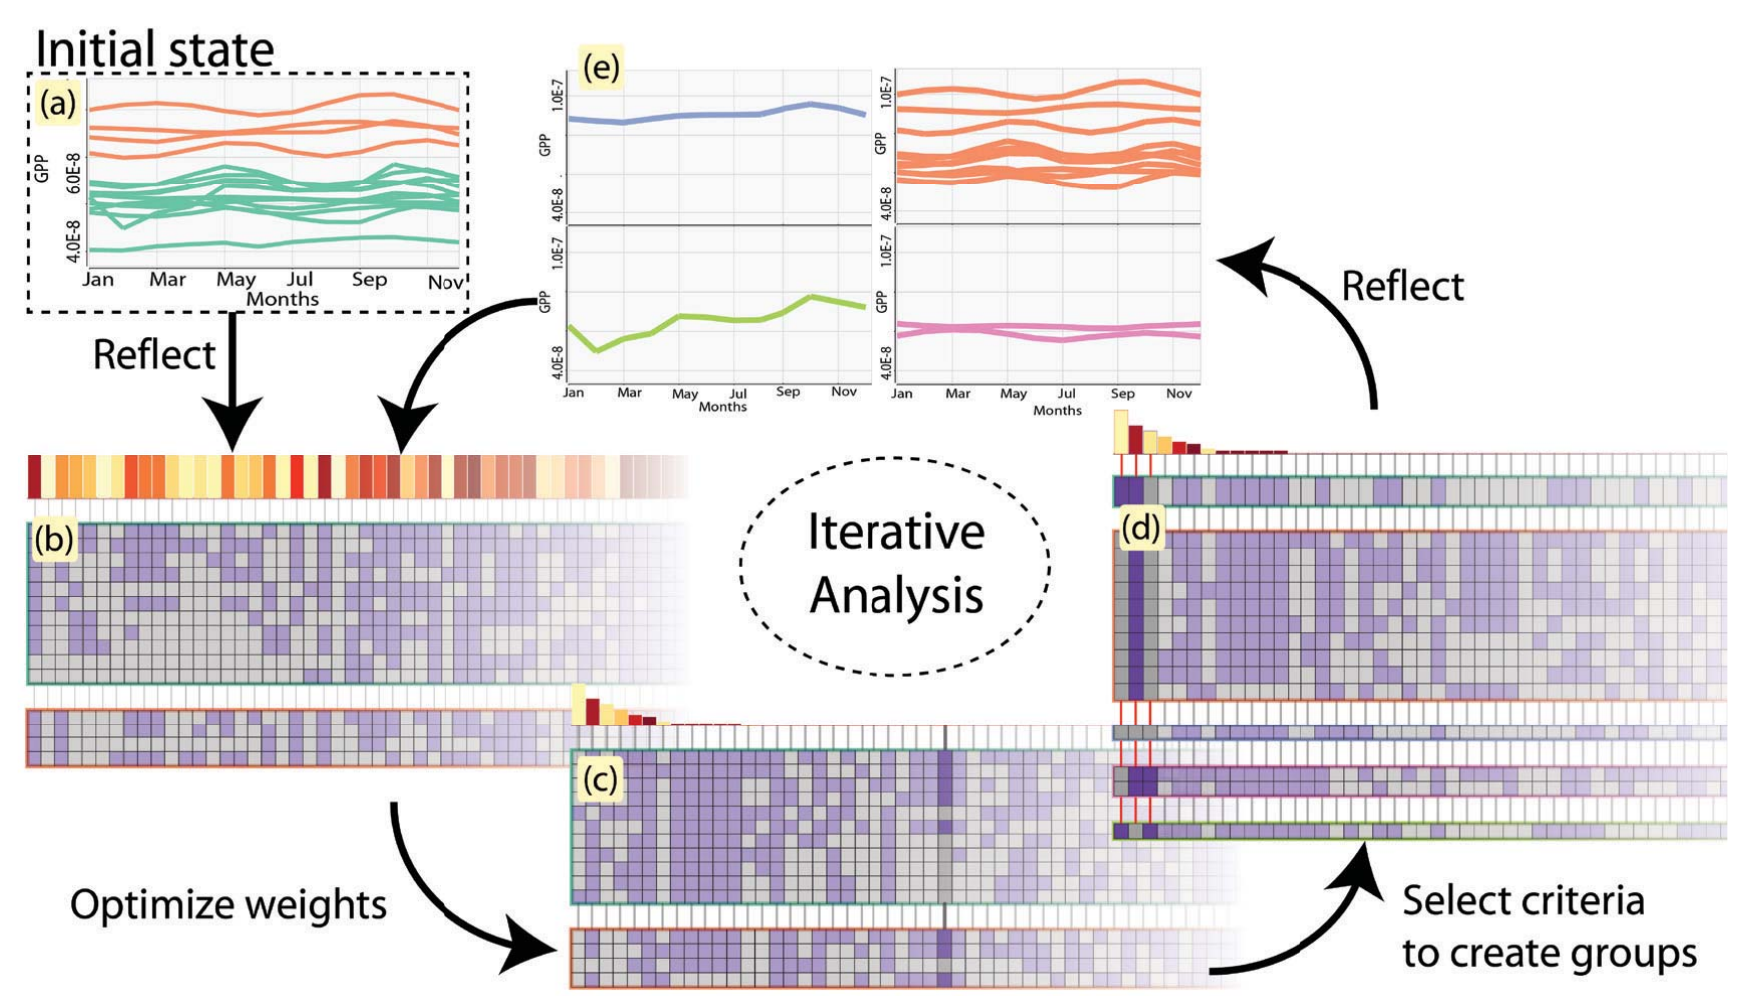 Initial state
(a)
GPP
6.0E-8
4.0E-8
Jan Mar May Jul Sep Nov
Months
Reflect
(e)
1.0E-7
GPP
4.0E-8
1.0E-7
GPP
4.0E-8
1.0E-7
GPP
4.0E-8
Jan Mar May Jul Sep Nov
Months
1.0E-7
GPP
4.0E-8
Jan Mar May Jul Sep Nov
Months
Reflect
(b)
Iterative
Analysis
(d)
(c)
Optimize weights
Select criteria
to create groups